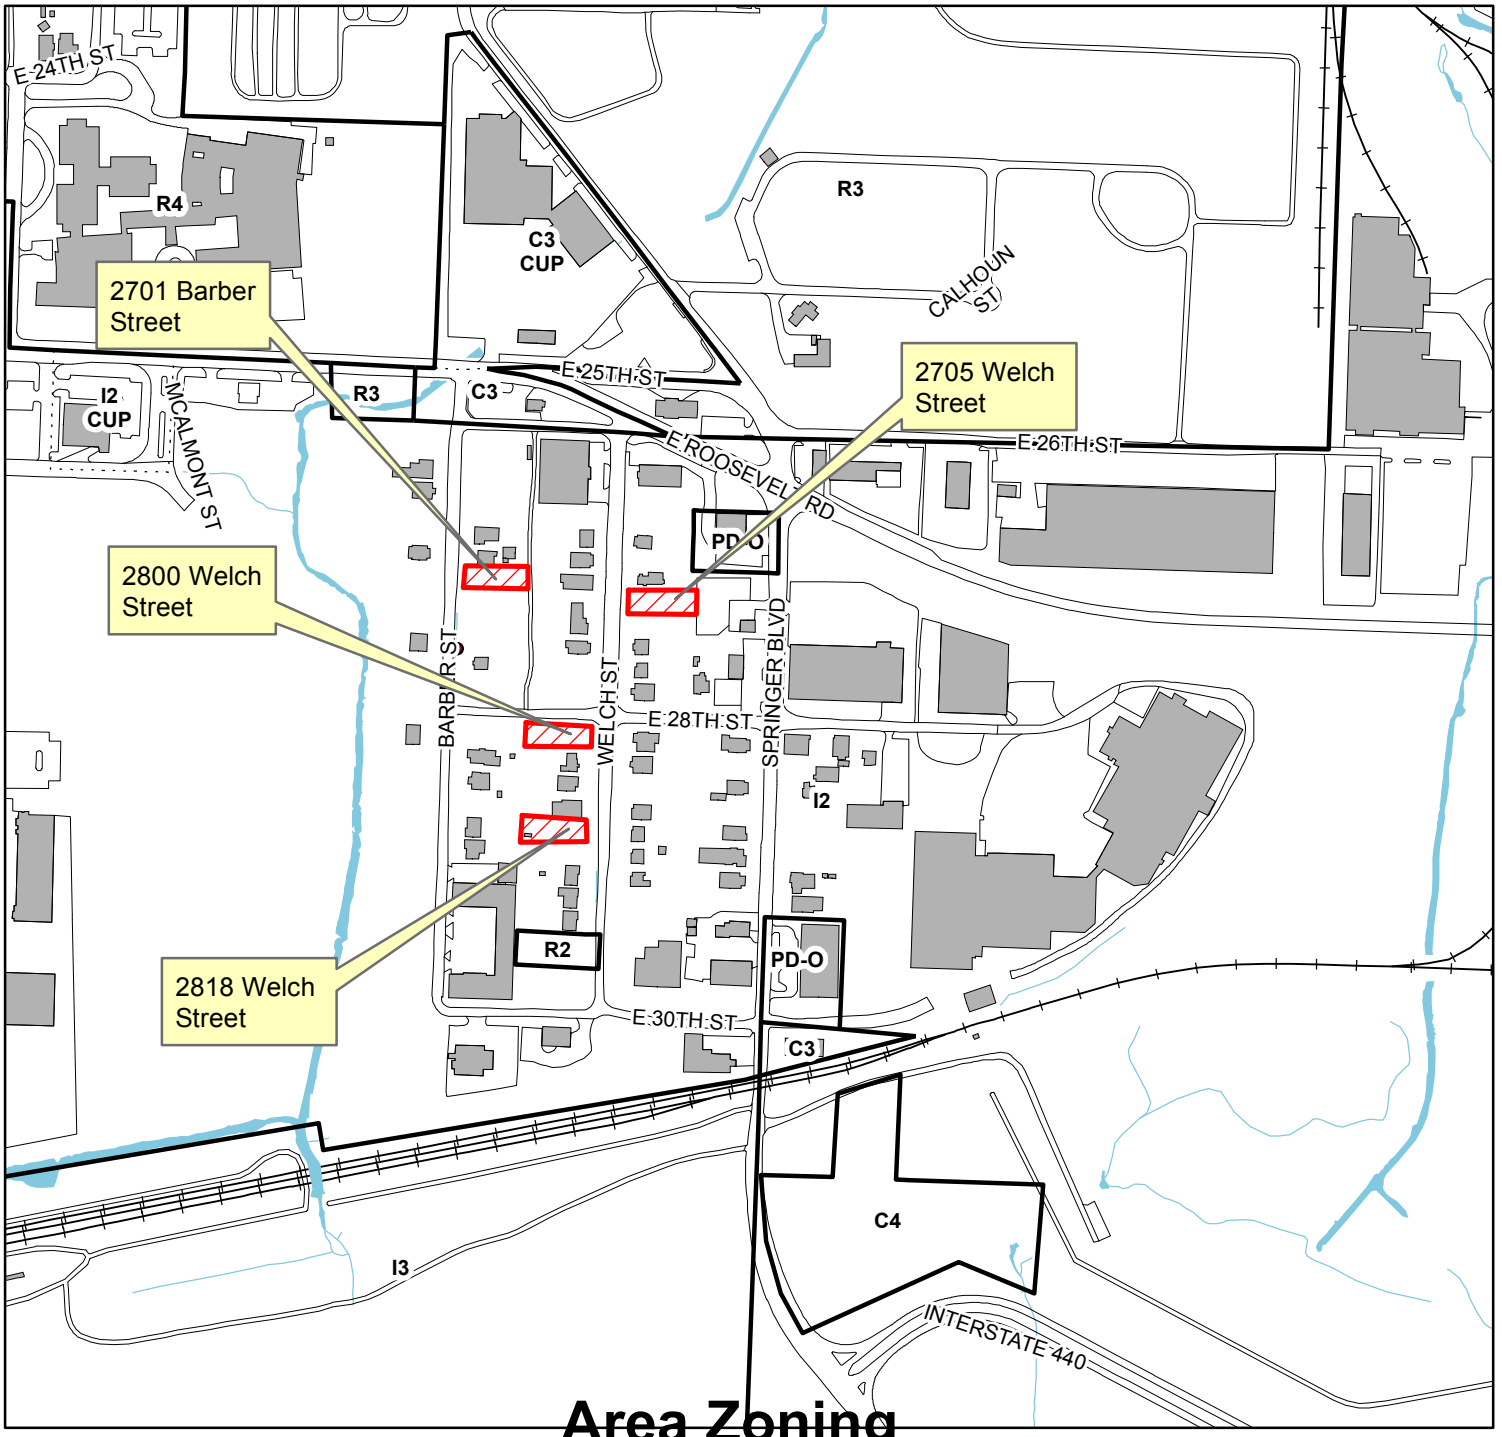 E 24TH ST
R4
R3
C3
CUP
CALHOUN
ST
2701 Barber
Street
E 25TH ST
2705 Welch
Street
R3
C3
I2
CUP
MCALMONT ST
E ROOSEVELT RD
E 26TH ST
PD-O
2800 Welch
Street
BARBER ST
WELCH ST
SPRINGER BLVD
E 28TH ST
I2
R2
PD-O
2818 Welch
Street
E 30TH ST
C3
C4
I3
INTERSTATE 440
Area Zoning